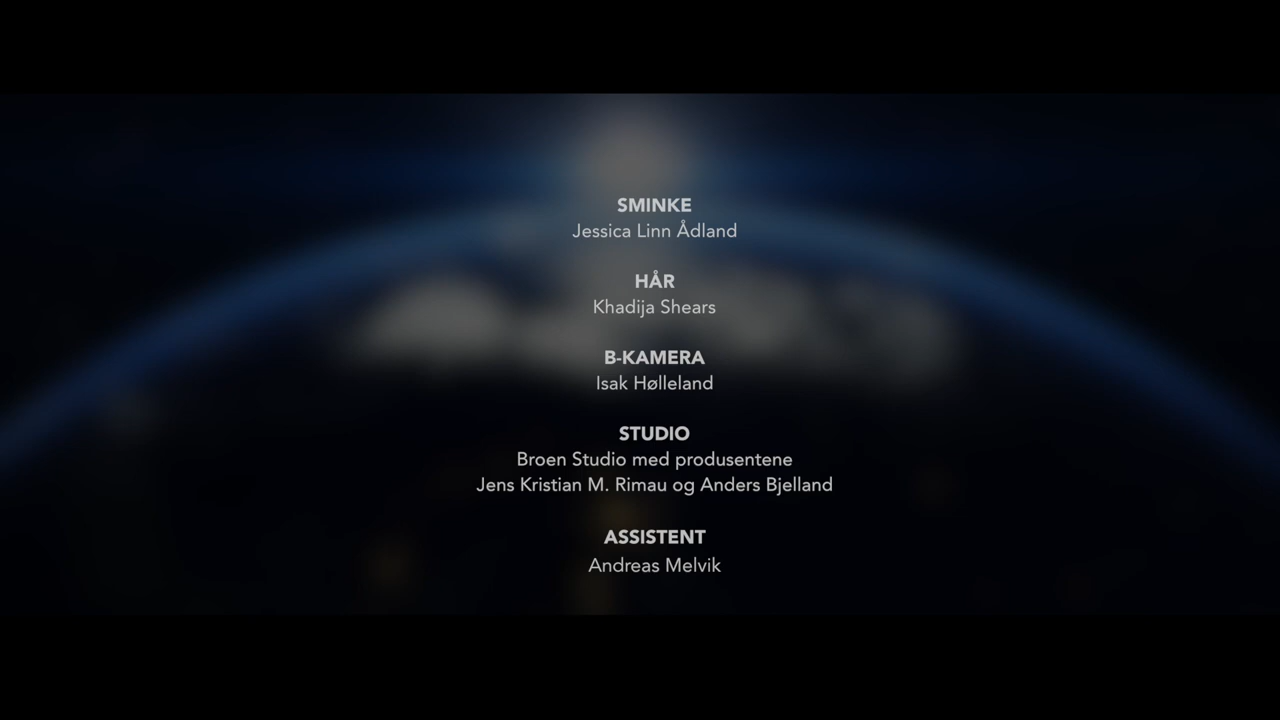 SMINKE
Jessica Linn Ådland
HÅR
Khadija Shears
B-KAMERA
Isak Hølleland
STUDIO
Broen Studio med produsentene
Jens Kristian M. Rimau og Anders Bjelland
ASSISTENT
Andreas Melvik